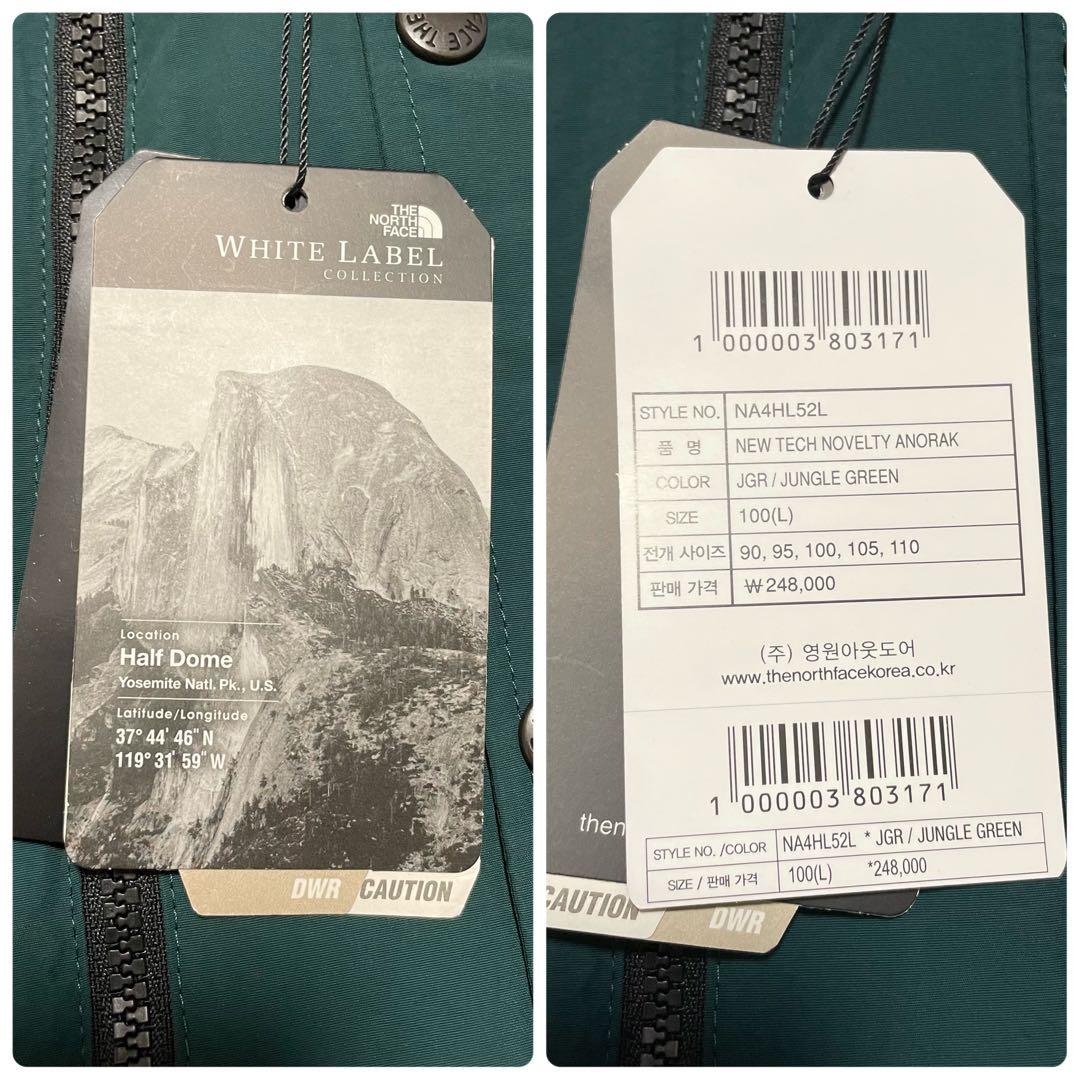 FACE THE
THE
NORTH
FACE
WHITE LABEL
COLLECTION
Location
Half Dome
Yosemite Natl. Pk., U.S.
Latitude/Longitude
37° 44' 46" N
119° 31' 59" W
DWR CAUTION
1 000003 803171
STYLE NO. NA4HL52L
품 명 NEW TECH NOVELTY ANORAK
COLOR JGR / JUNGLE GREEN
SIZE 100(L)
전개 사이즈 90, 95, 100, 105, 110
판매 가격 ₩248,000
(주) 영원아웃도어
www.thenorthfacekorea.co.kr
1 000003 803171
then
STYLE NO. /COLOR NA4HL52L * JGR / JUNGLE GREEN
SIZE / 판매 가격 100(L) *248,000
CAUTION DWR